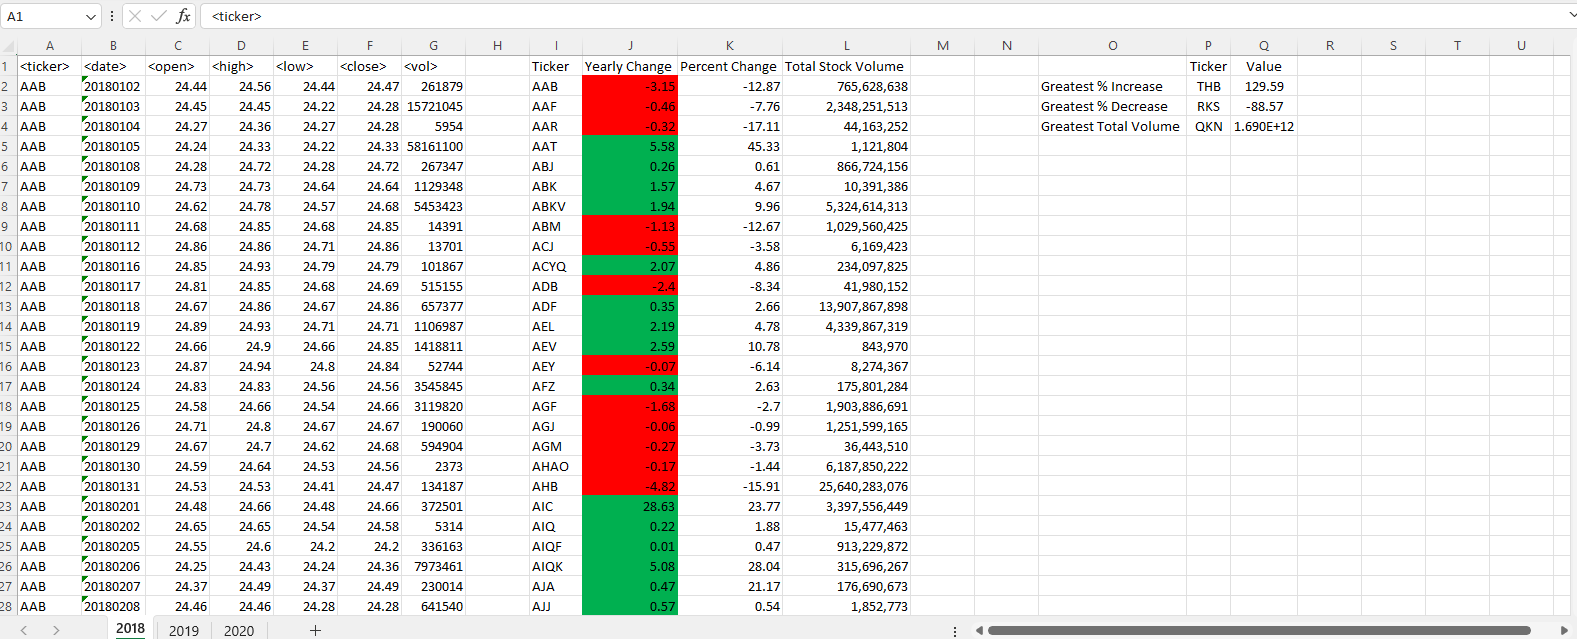 A1 fx <ticker>
A B C D E F G H I J K L M N O P Q R S T U
1 <ticker> <date> <open> <high> <low> <close> <vol> Ticker Yearly Change Percent Change Total Stock Volume Ticker Value
2 AAB 20180102 24.44 24.56 24.44 24.47 261879 AAB -3.15 -12.87 765,628,638 Greatest % Increase THB 129.59
3 AAB 20180103 24.45 24.45 24.22 24.28 15721045 AAF -0.46 -7.76 2,348,251,513 Greatest % Decrease RKS -88.57
4 AAB 20180104 24.27 24.36 24.27 24.28 5954 AAR -0.32 -17.11 44,163,252 Greatest Total Volume QKN 1.690E+12
5 AAB 20180105 24.24 24.33 24.22 24.33 58161100 AAT 5.58 45.33 1,121,804
6 AAB 20180108 24.28 24.72 24.28 24.72 267347 ABJ 0.26 0.61 866,724,156
7 AAB 20180109 24.73 24.73 24.64 24.64 1129348 ABK 1.57 4.67 10,391,386
8 AAB 20180110 24.62 24.78 24.57 24.68 5453423 ABKV 1.94 9.96 5,324,614,313
9 AAB 20180111 24.68 24.85 24.68 24.85 14391 ABM -1.13 -12.67 1,029,560,425
10 AAB 20180112 24.86 24.86 24.71 24.86 13701 ACJ -0.55 -3.58 6,169,423
11 AAB 20180116 24.85 24.93 24.79 24.79 101867 ACYQ 2.07 4.86 234,097,825
12 AAB 20180117 24.81 24.85 24.68 24.69 515155 ADB -2.4 -8.34 41,980,152
13 AAB 20180118 24.67 24.86 24.67 24.86 657377 ADF 0.35 2.66 13,907,867,898
14 AAB 20180119 24.89 24.93 24.71 24.71 1106987 AEL 2.19 4.78 4,339,867,319
15 AAB 20180122 24.66 24.9 24.66 24.85 1418811 AEV 2.59 10.78 843,970
16 AAB 20180123 24.87 24.94 24.8 24.84 52744 AEY -0.07 -6.14 8,274,367
17 AAB 20180124 24.83 24.83 24.56 24.56 3545845 AFZ 0.34 2.63 175,801,284
18 AAB 20180125 24.58 24.66 24.54 24.66 3119820 AGF -1.68 -2.7 1,903,886,691
19 AAB 20180126 24.71 24.8 24.67 24.67 190060 AGJ -0.06 -0.99 1,251,599,165
20 AAB 20180129 24.67 24.7 24.62 24.68 594904 AGM -0.27 -3.73 36,443,510
21 AAB 20180130 24.59 24.64 24.53 24.56 2373 AHAO -0.17 -1.44 6,187,850,222
22 AAB 20180131 24.53 24.53 24.41 24.47 134187 AHB -4.82 -15.91 25,640,283,076
23 AAB 20180201 24.48 24.66 24.48 24.66 372501 AIC 28.63 23.77 3,397,556,449
24 AAB 20180202 24.65 24.65 24.54 24.58 5314 AIQ 0.22 1.88 15,477,463
25 AAB 20180205 24.55 24.6 24.2 24.2 336163 AIQF 0.01 0.47 913,229,872
26 AAB 20180206 24.25 24.43 24.24 24.36 7973461 AIQK 5.08 28.04 315,696,267
27 AAB 20180207 24.37 24.49 24.37 24.49 230014 AJA 0.47 21.17 176,690,673
28 AAB 20180208 24.46 24.46 24.28 24.28 641540 AJJ 0.57 0.54 1,852,773
2018 2019 2020